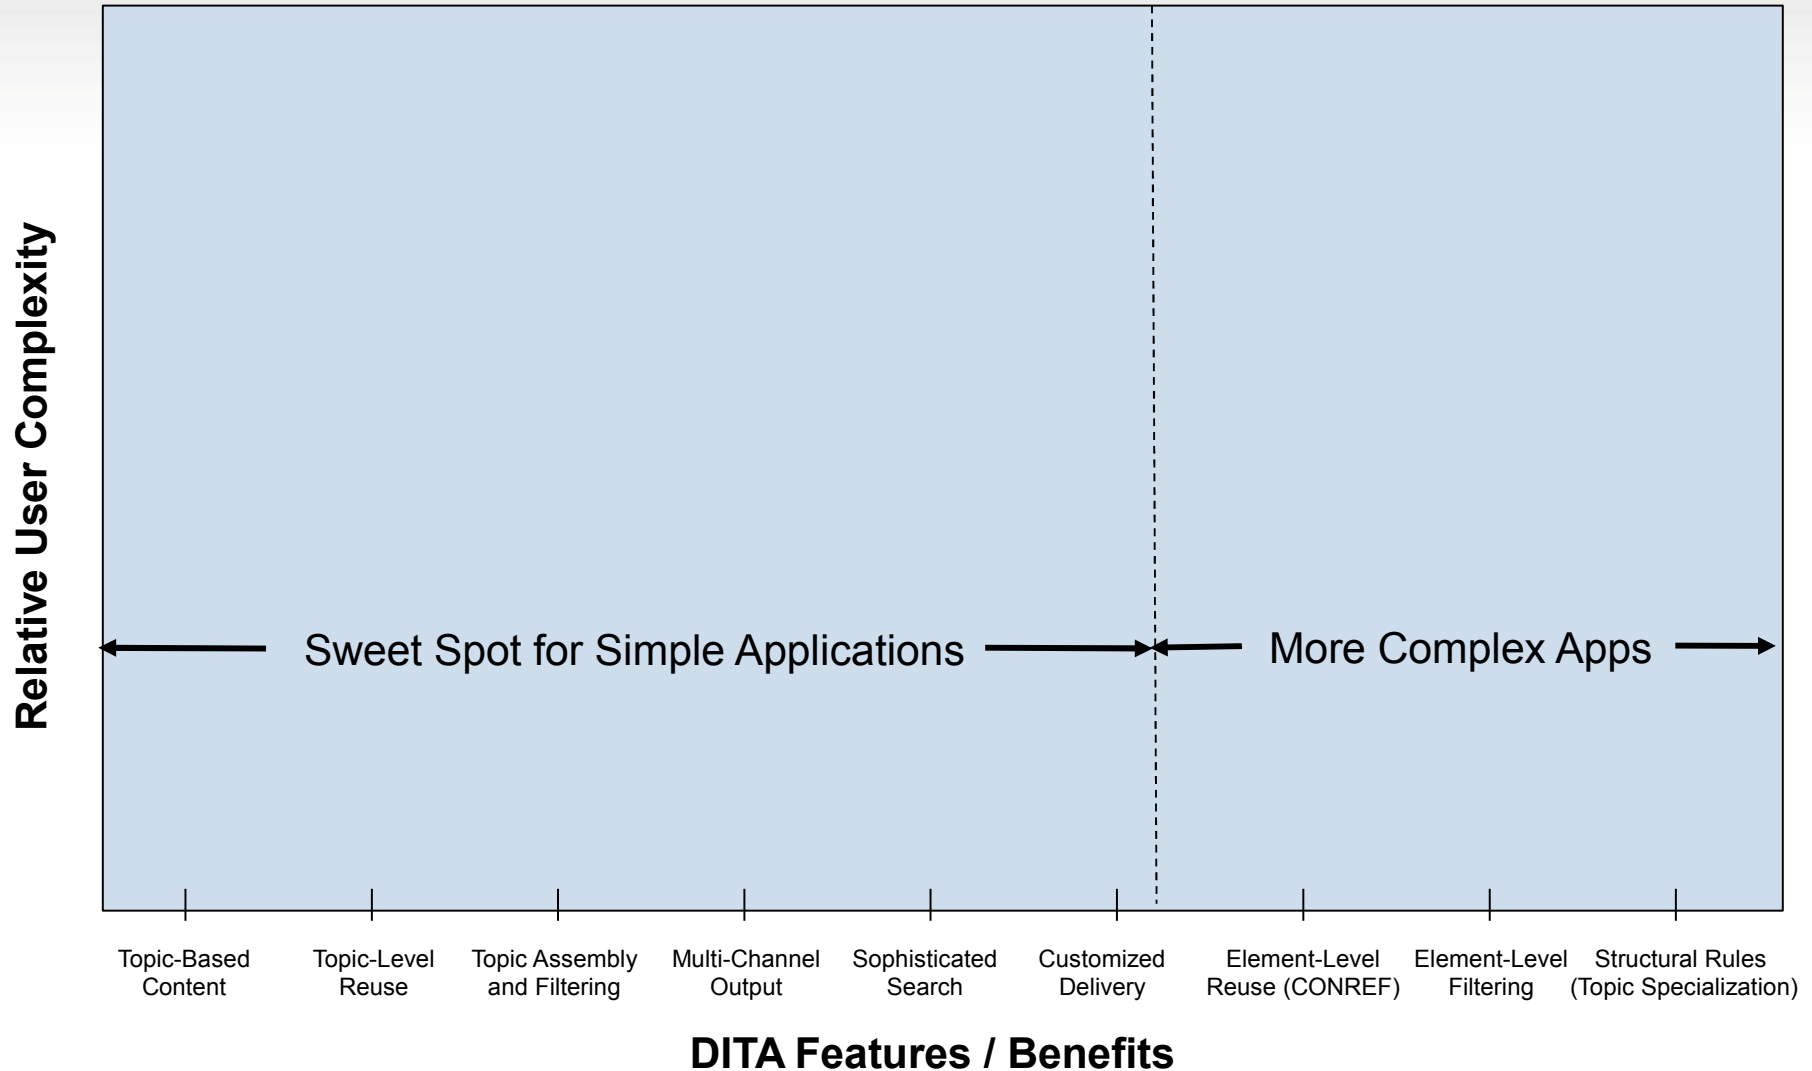 Relative User Complexity
Sweet Spot for Simple Applications
More Complex Apps
Topic-Based
Content
Topic-Level
Reuse
Topic Assembly
and Filtering
Multi-Channel
Output
Sophisticated
Search
Customized
Delivery
Element-Level
Reuse (CONREF)
Element-Level
Filtering
Structural Rules
(Topic Specialization)
DITA Features / Benefits